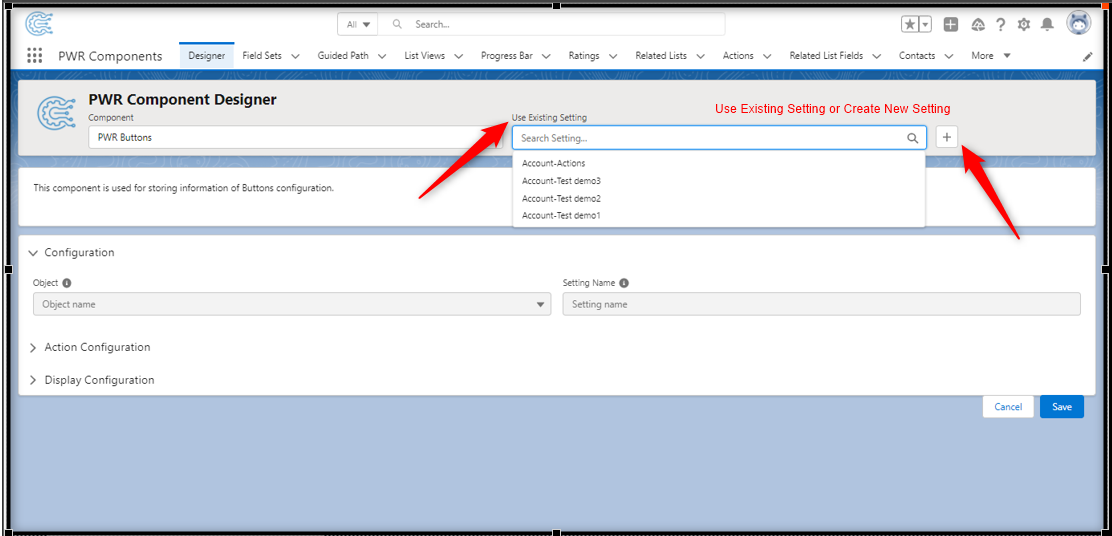 All
Search...
PWR Components
Designer
Field Sets
Guided Path
List Views
Progress Bar
Ratings
Related Lists
Actions
Related List Fields
Contacts
More
PWR Component Designer
Use Existing Setting or Create New Setting
Component
Use Existing Setting
PWR Buttons
Search Setting...
Account-Actions
Account-Test demo3
Account-Test demo2
Account-Test demo1
This component is used for storing information of Buttons configuration.
Configuration
Object
Setting Name
Object name
Setting name
Action Configuration
Display Configuration
Cancel
Save